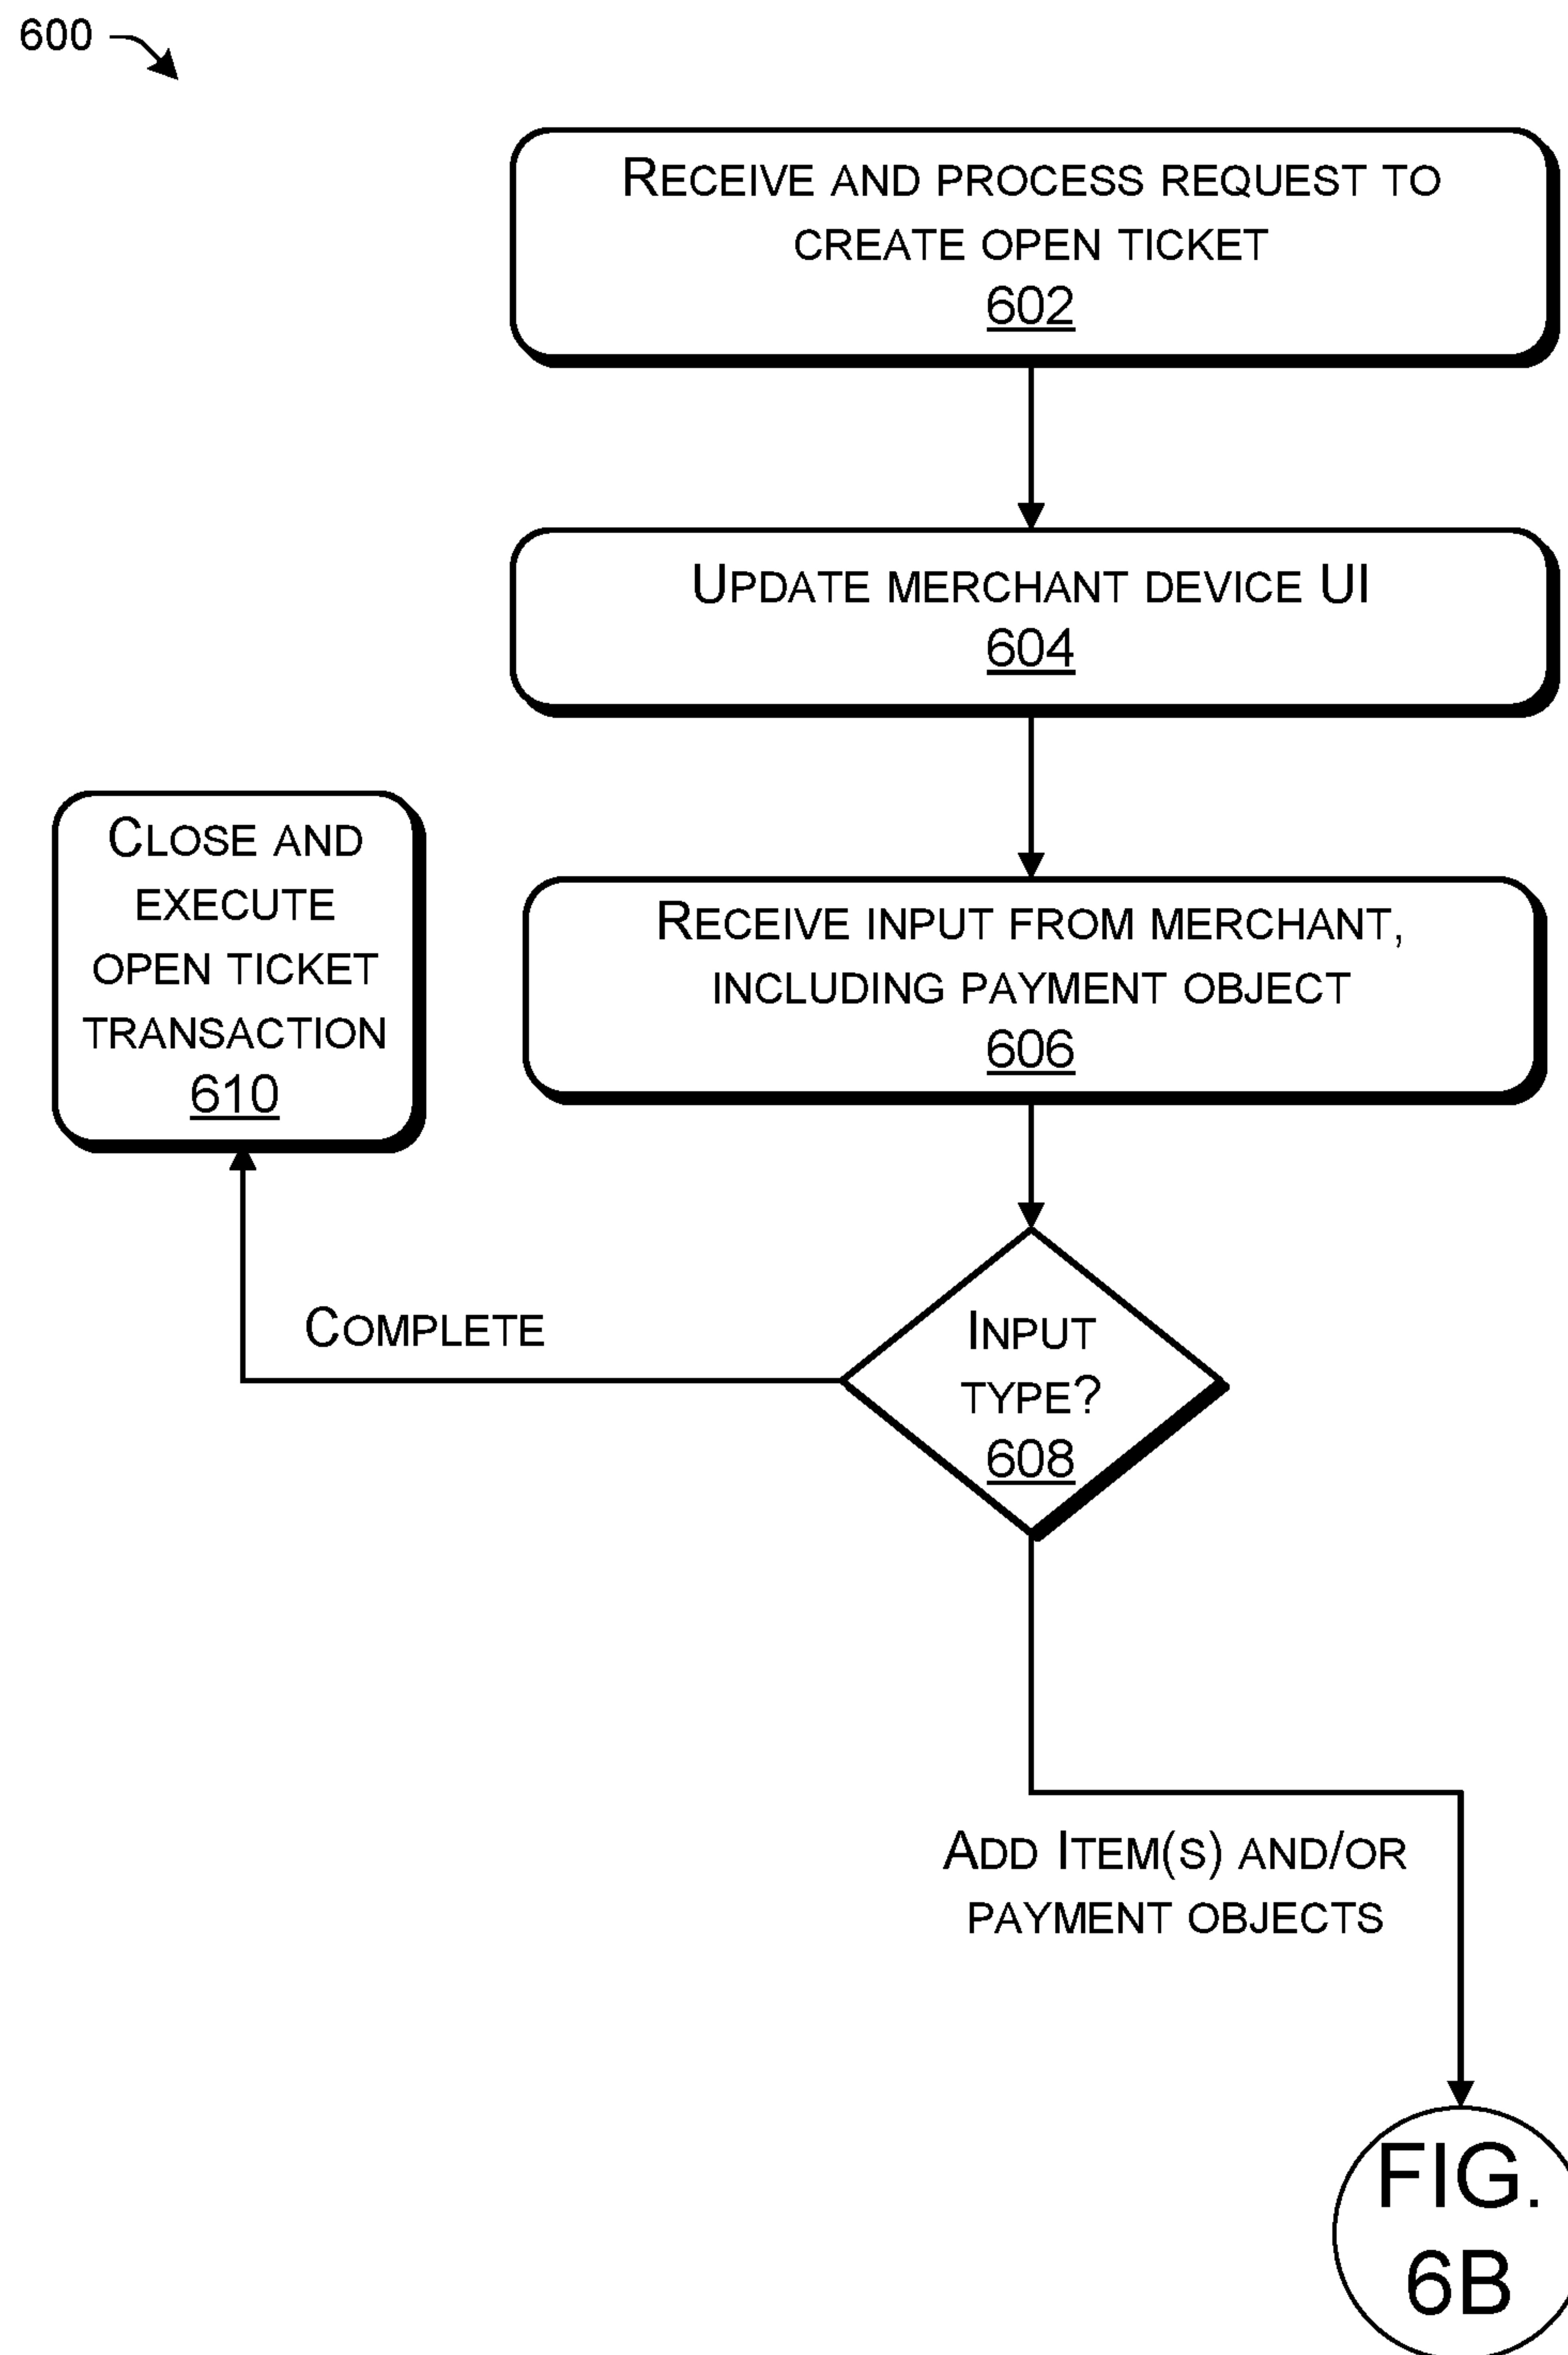 600
RECEIVE AND PROCESS REQUEST TO
CREATE OPEN TICKET
602
UPDATE MERCHANT DEVICE UI
604
CLOSE AND
EXECUTE
OPEN TICKET
TRANSACTION
610
RECEIVE INPUT FROM MERCHANT,
INCLUDING PAYMENT OBJECT
606
COMPLETE
INPUT
TYPE?
608
ADD ITEM(S) AND/OR
PAYMENT OBJECTS
FIG.
6B